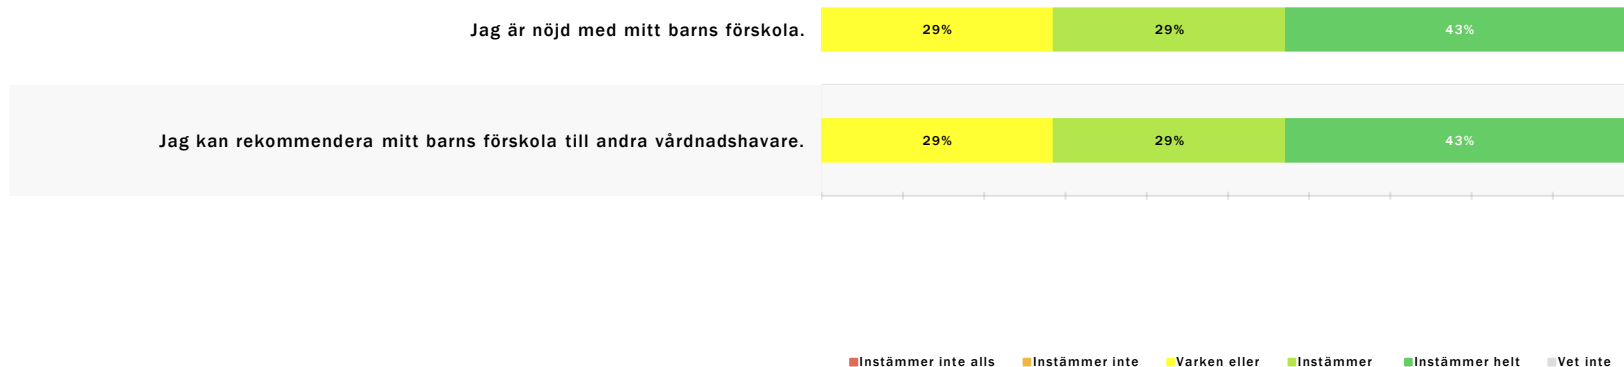 Jag är nöjd med mitt barns förskola. 29% 29% 43%
Jag kan rekommendera mitt barns förskola till andra vårdnadshavare. 29% 29% 43%
Instämmer inte alls Instämmer inte Varken eller Instämmer Instämmer helt Vet inte